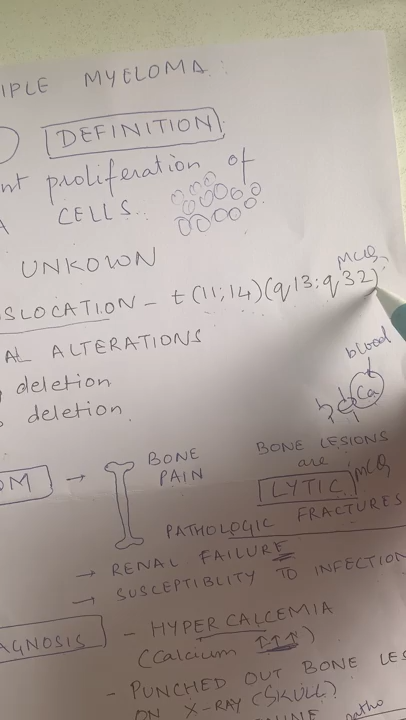 IPLE MYELOMA :
DEFINITION
nt proliferation of
A CELLS
UNKOWN
MCQ
SLOCATION - t (11;14)(q13;q32)
AL ALTERATIONS
deletion
deletion
blood
Ca
OM → BONE PAIN
BONE LESIONS
are
LYTIC MCQ
PATHOLOGIC FRACTURES
→ RENAL FAILURE
→ SUSCEPTIBLITY TO INFECTION
AGNOSIS - HYPERCALCEMIA
(Calcium ↑↑↑)
- PUNCHED OUT BONE LES
ON X-RAY (SKULL)
patho